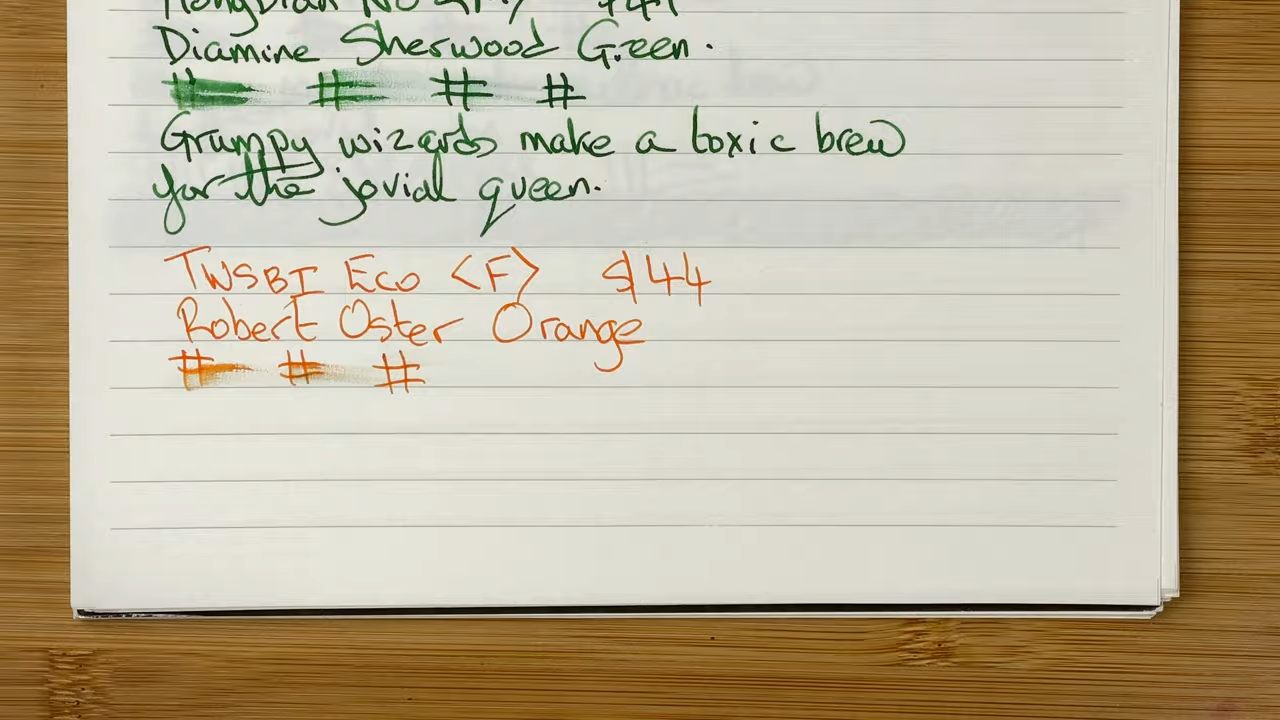 Diamine Sherwood Green.
# # # #
Grumpy wizards make a toxic brew
for the jovial queen.
TWSBI Eco <F> $44
Robert Oster Orange
# # #